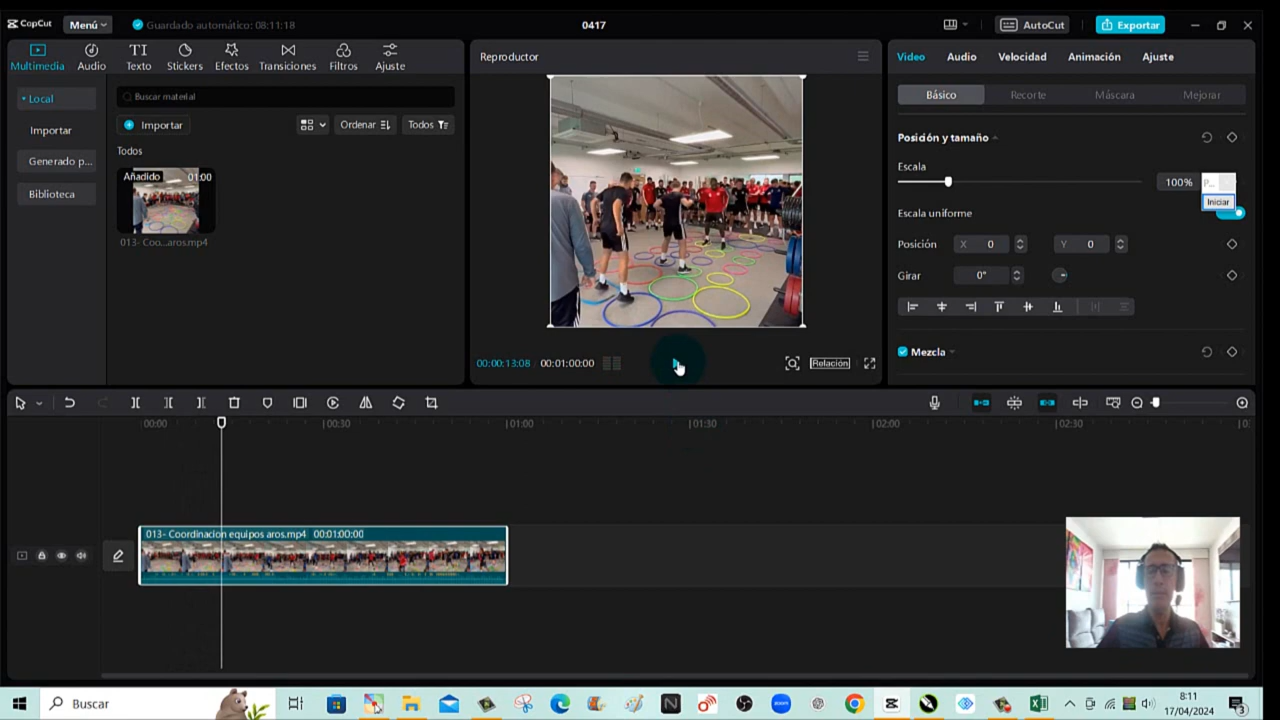 CapCut
Menú
Guardado automático: 08:11:18
0417
AutoCut
Exportar
Multimedia
Audio
Texto
Stickers
Efectos
Transiciones
Filtros
Ajuste
Local
Importar
Generado p...
Biblioteca
Buscar material
Importar
Ordenar
Todos
Todos
Añadido
01:00
013- Coo...aros.mp4
Reproductor
00:00:13:08
00:01:00:00
Relación
Video
Audio
Velocidad
Animación
Ajuste
Básico
Recorte
Máscara
Mejorar
Posición y tamaño
Escala
100%
P...
Iniciar
Escala uniforme
Posición
X 0
Y 0
Girar
0°
Mezcla
00:00
00:30
01:00
01:30
02:00
02:30
013- Coordinacion equipos aros.mp4 00:01:00:00
Buscar
zoom
8:11
17/04/2024
3